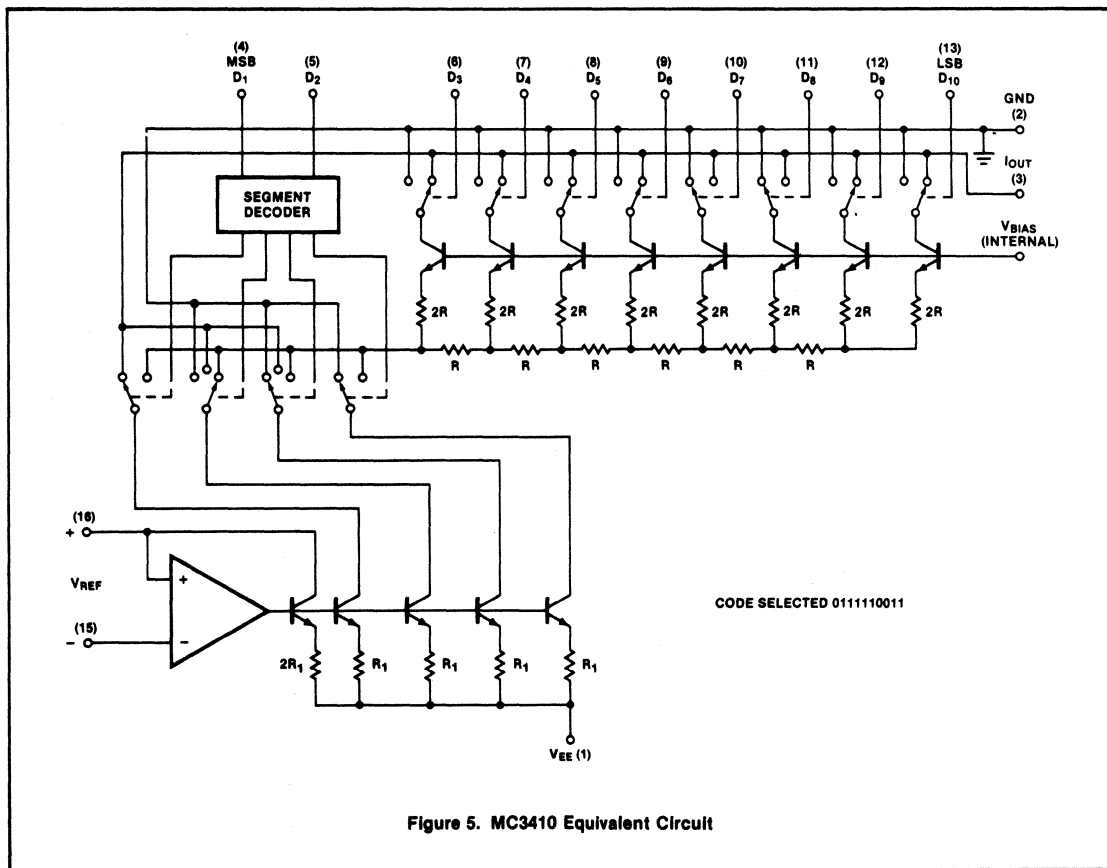 (4)
MSB
D1
(5)
D2
(6)
D3
(7)
D4
(8)
D5
(9)
D6
(10)
D7
(11)
D8
(12)
D9
(13)
LSB
D10
GND
(2)
IOUT
(3)
VBIAS
(INTERNAL)
SEGMENT
DECODER
2R
2R
2R
2R
2R
2R
2R
2R
R
R
R
R
R
R
+ (16)
VREF
- (15)
+
-
2R1
R1
R1
R1
R1
VEE (1)
CODE SELECTED 0111110011
Figure 5. MC3410 Equivalent Circuit